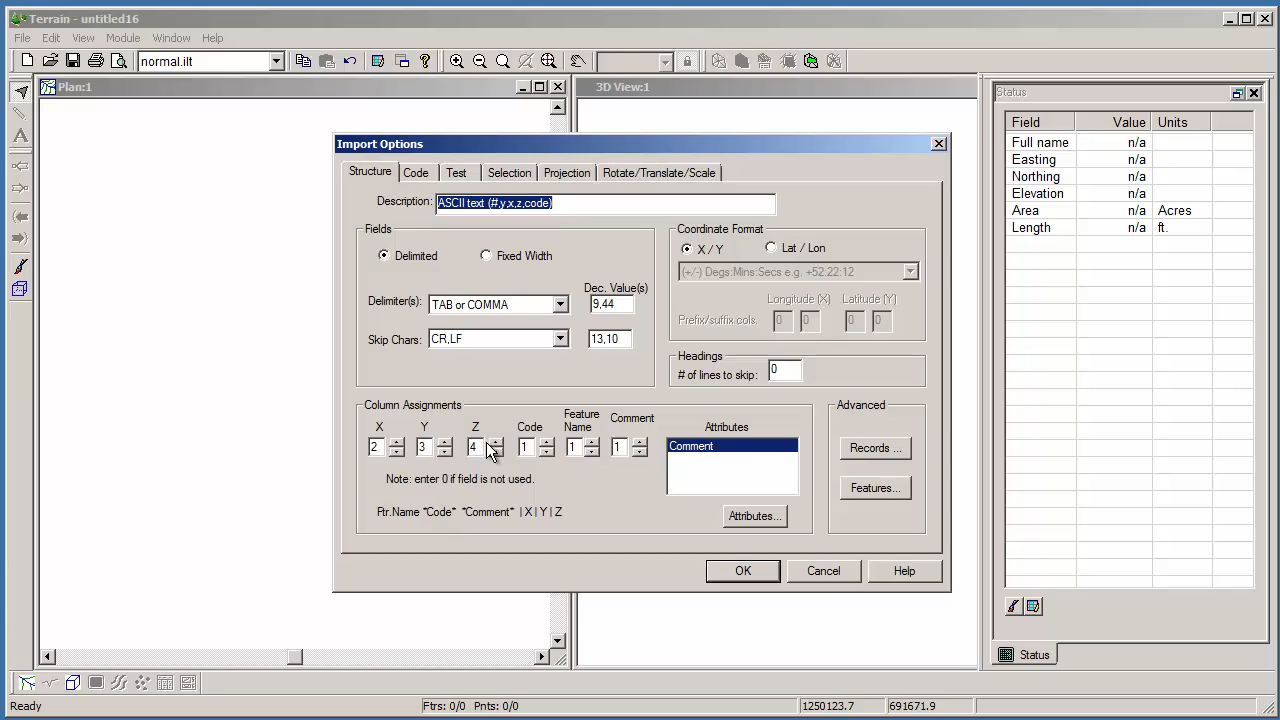 Terrain - untitled16
File Edit View Module Window Help
normal.ilt
Plan:1
3D View:1
Status
Field Value Units
Full name n/a
Easting n/a
Northing n/a
Elevation n/a
Area n/a Acres
Length n/a ft.
Import Options
Structure Code Test Selection Projection Rotate/Translate/Scale
Description: ASCII text (#,y,x,z,code)
Fields
Delimited Fixed Width
Dec. Value(s)
Delimiter(s): TAB or COMMA 9,44
Skip Chars: CR,LF 13,10
Coordinate Format
X / Y Lat / Lon
(+/-) Degs:Mins:Secs e.g. +52:22:12
Longitude (X) Latitude (Y)
Prefix/suffix cols: 0 0 0 0
Headings
# of lines to skip: 0
Column Assignments
X Y Z Code Feature Name Comment
2 3 4 1 1 1
Note: enter 0 if field is not used.
Ftr.Name *Code* *Comment* | X | Y | Z
Attributes
Comment
Attributes...
Advanced
Records ...
Features...
OK Cancel Help
Status
Ready Ftrs: 0/0 Pnts: 0/0 1250123.7 691671.9